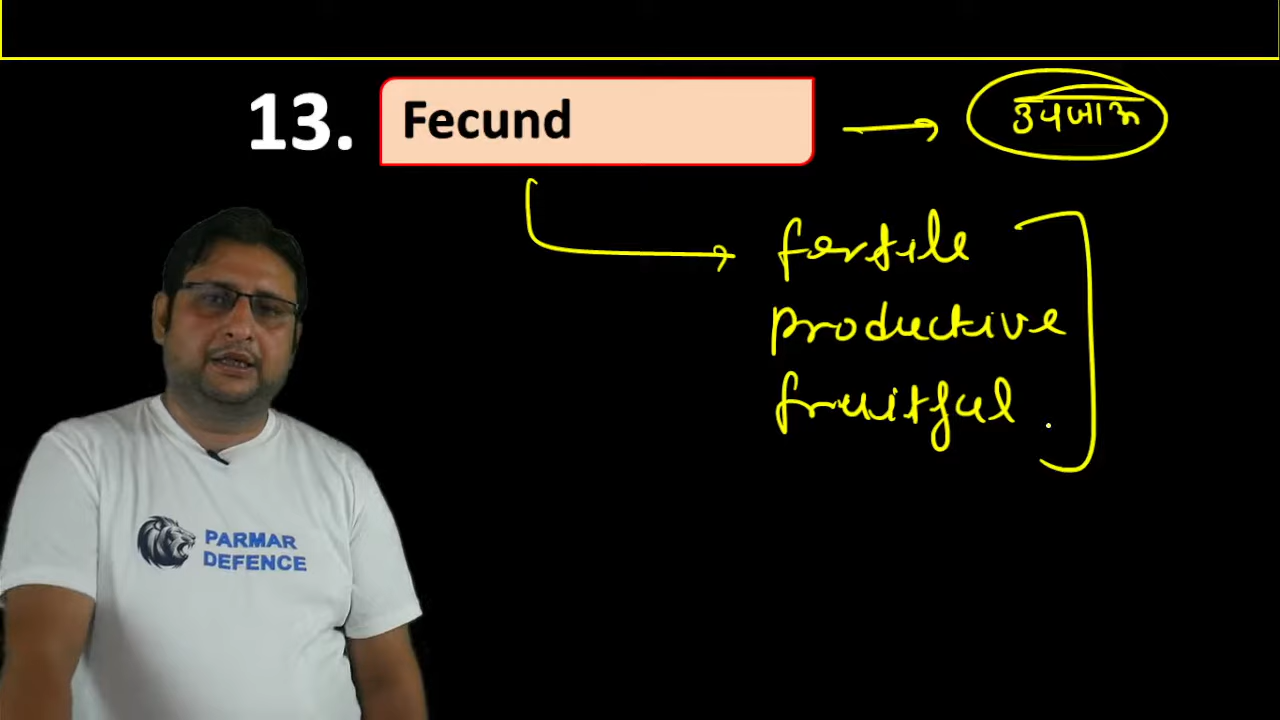 13. Fecund → उपजाऊ
fertile
productive
fruitful
PARMAR
DEFENCE